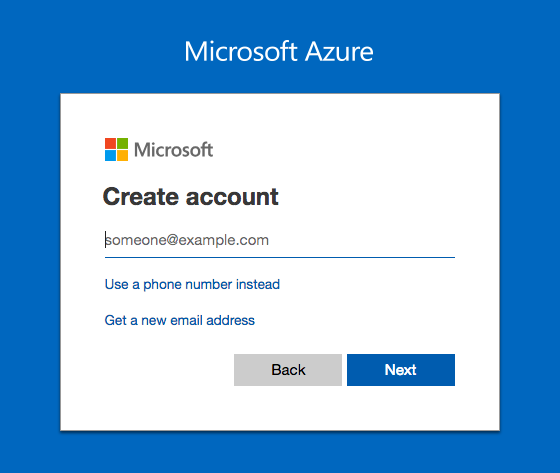 Microsoft Azure
Microsoft
Create account
someone@example.com
Use a phone number instead
Get a new email address
Back
Next